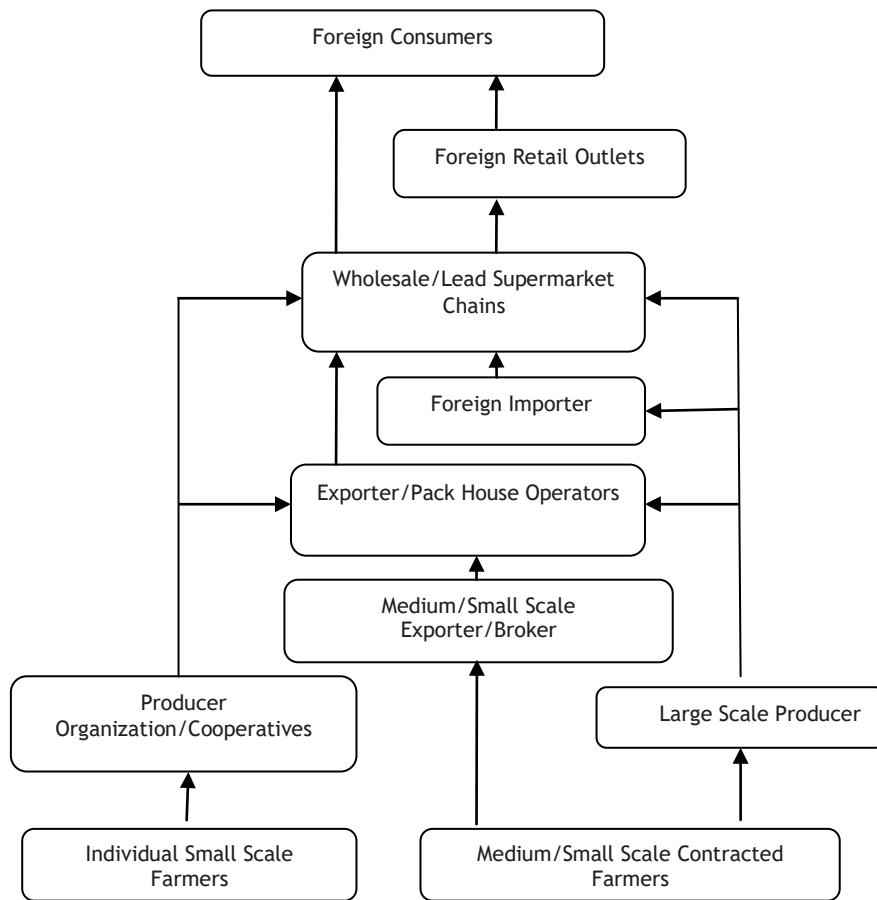 Foreign Consumers
Foreign Retail Outlets
Wholesale/Lead Supermarket
Chains
Foreign Importer
Exporter/Pack House Operators
Medium/Small Scale
Exporter/Broker
Producer
Organization/Cooperatives
Large Scale Producer
Individual Small Scale
Farmers
Medium/Small Scale Contracted
Farmers